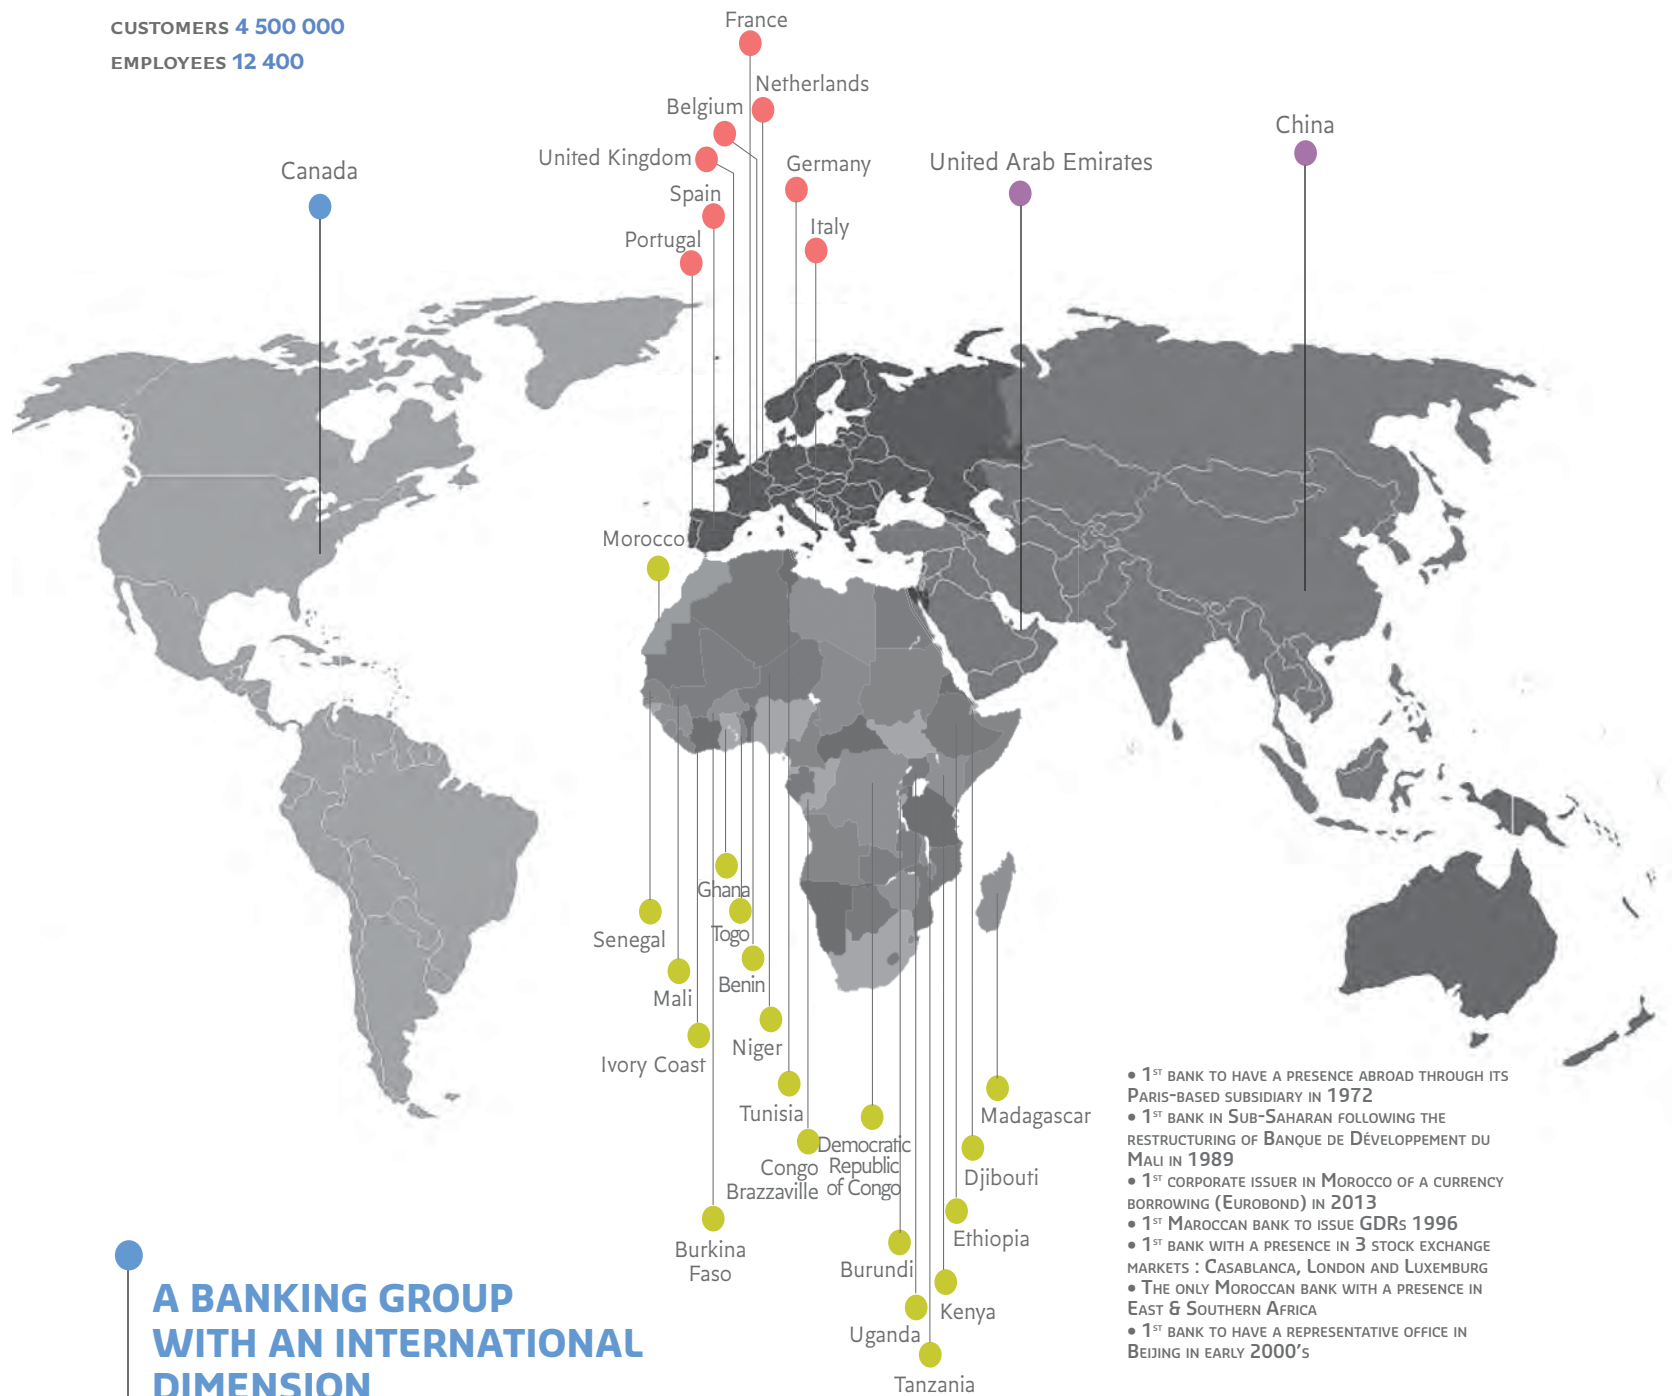 CUSTOMERS 4 500 000
EMPLOYEES 12 400
France
Netherlands
Belgium
United Kingdom
Germany
Spain
Italy
Portugal
Canada
United Arab Emirates
China
Morocco
Ghana
Senegal
Togo
Mali
Benin
Ivory Coast
Niger
Tunisia
Congo
Brazzaville
Democratic
Republic
of Congo
Madagascar
Djibouti
Burkina
Faso
Ethiopia
Burundi
Kenya
Uganda
Tanzania
• 1ST BANK TO HAVE A PRESENCE ABROAD THROUGH ITS
PARIS-BASED SUBSIDIARY IN 1972
• 1ST BANK IN SUB-SAHARAN FOLLOWING THE
RESTRUCTURING OF BANQUE DE DÉVELOPPEMENT DU
MALI IN 1989
• 1ST CORPORATE ISSUER IN MOROCCO OF A CURRENCY
BORROWING (EUROBOND) IN 2013
• 1ST MAROCCAN BANK TO ISSUE GDRS 1996
• 1ST BANK WITH A PRESENCE IN 3 STOCK EXCHANGE
MARKETS : CASABLANCA, LONDON AND LUXEMBURG
• THE ONLY MOROCCAN BANK WITH A PRESENCE IN
EAST & SOUTHERN AFRICA
• 1ST BANK TO HAVE A REPRESENTATIVE OFFICE IN
BEIJING IN EARLY 2000'S
A BANKING GROUP
WITH AN INTERNATIONAL
DIMENSION